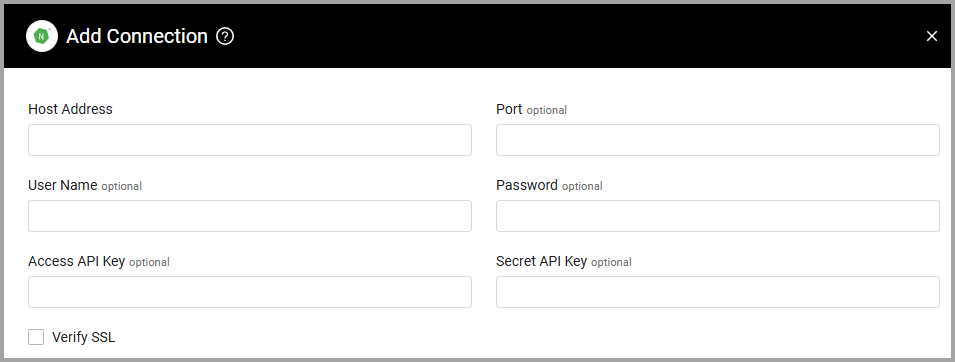 N
Add Connection ?
Host Address
Port optional
User Name optional
Password optional
Access API Key optional
Secret API Key optional
Verify SSL